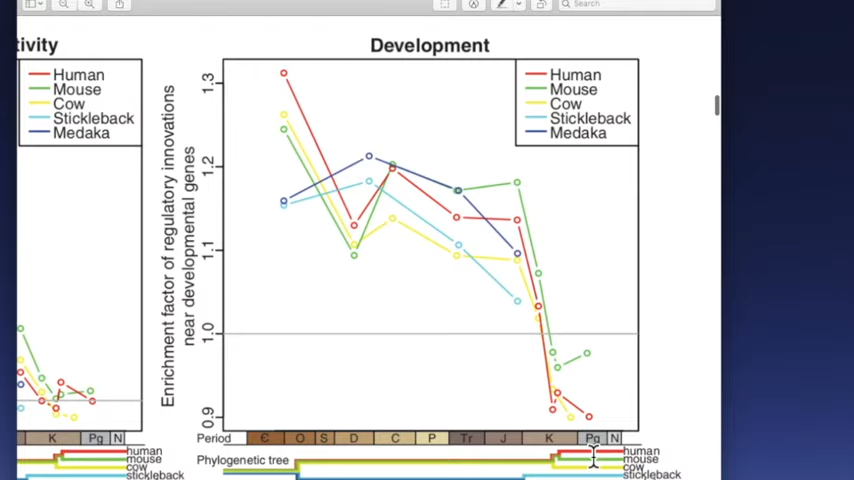 Search
tivity
Human
Mouse
Cow
Stickleback
Medaka
K
Pg
N
human
mouse
cow
stickleback
Development
Human
Mouse
Cow
Stickleback
Medaka
Enrichment factor of regulatory innovations
near developmental genes
1.3
1.2
1.1
1.0
0.9
Period
Є
O
S
D
C
P
Tr
J
K
Pg
N
Phylogenetic tree
human
mouse
cow
stickleback